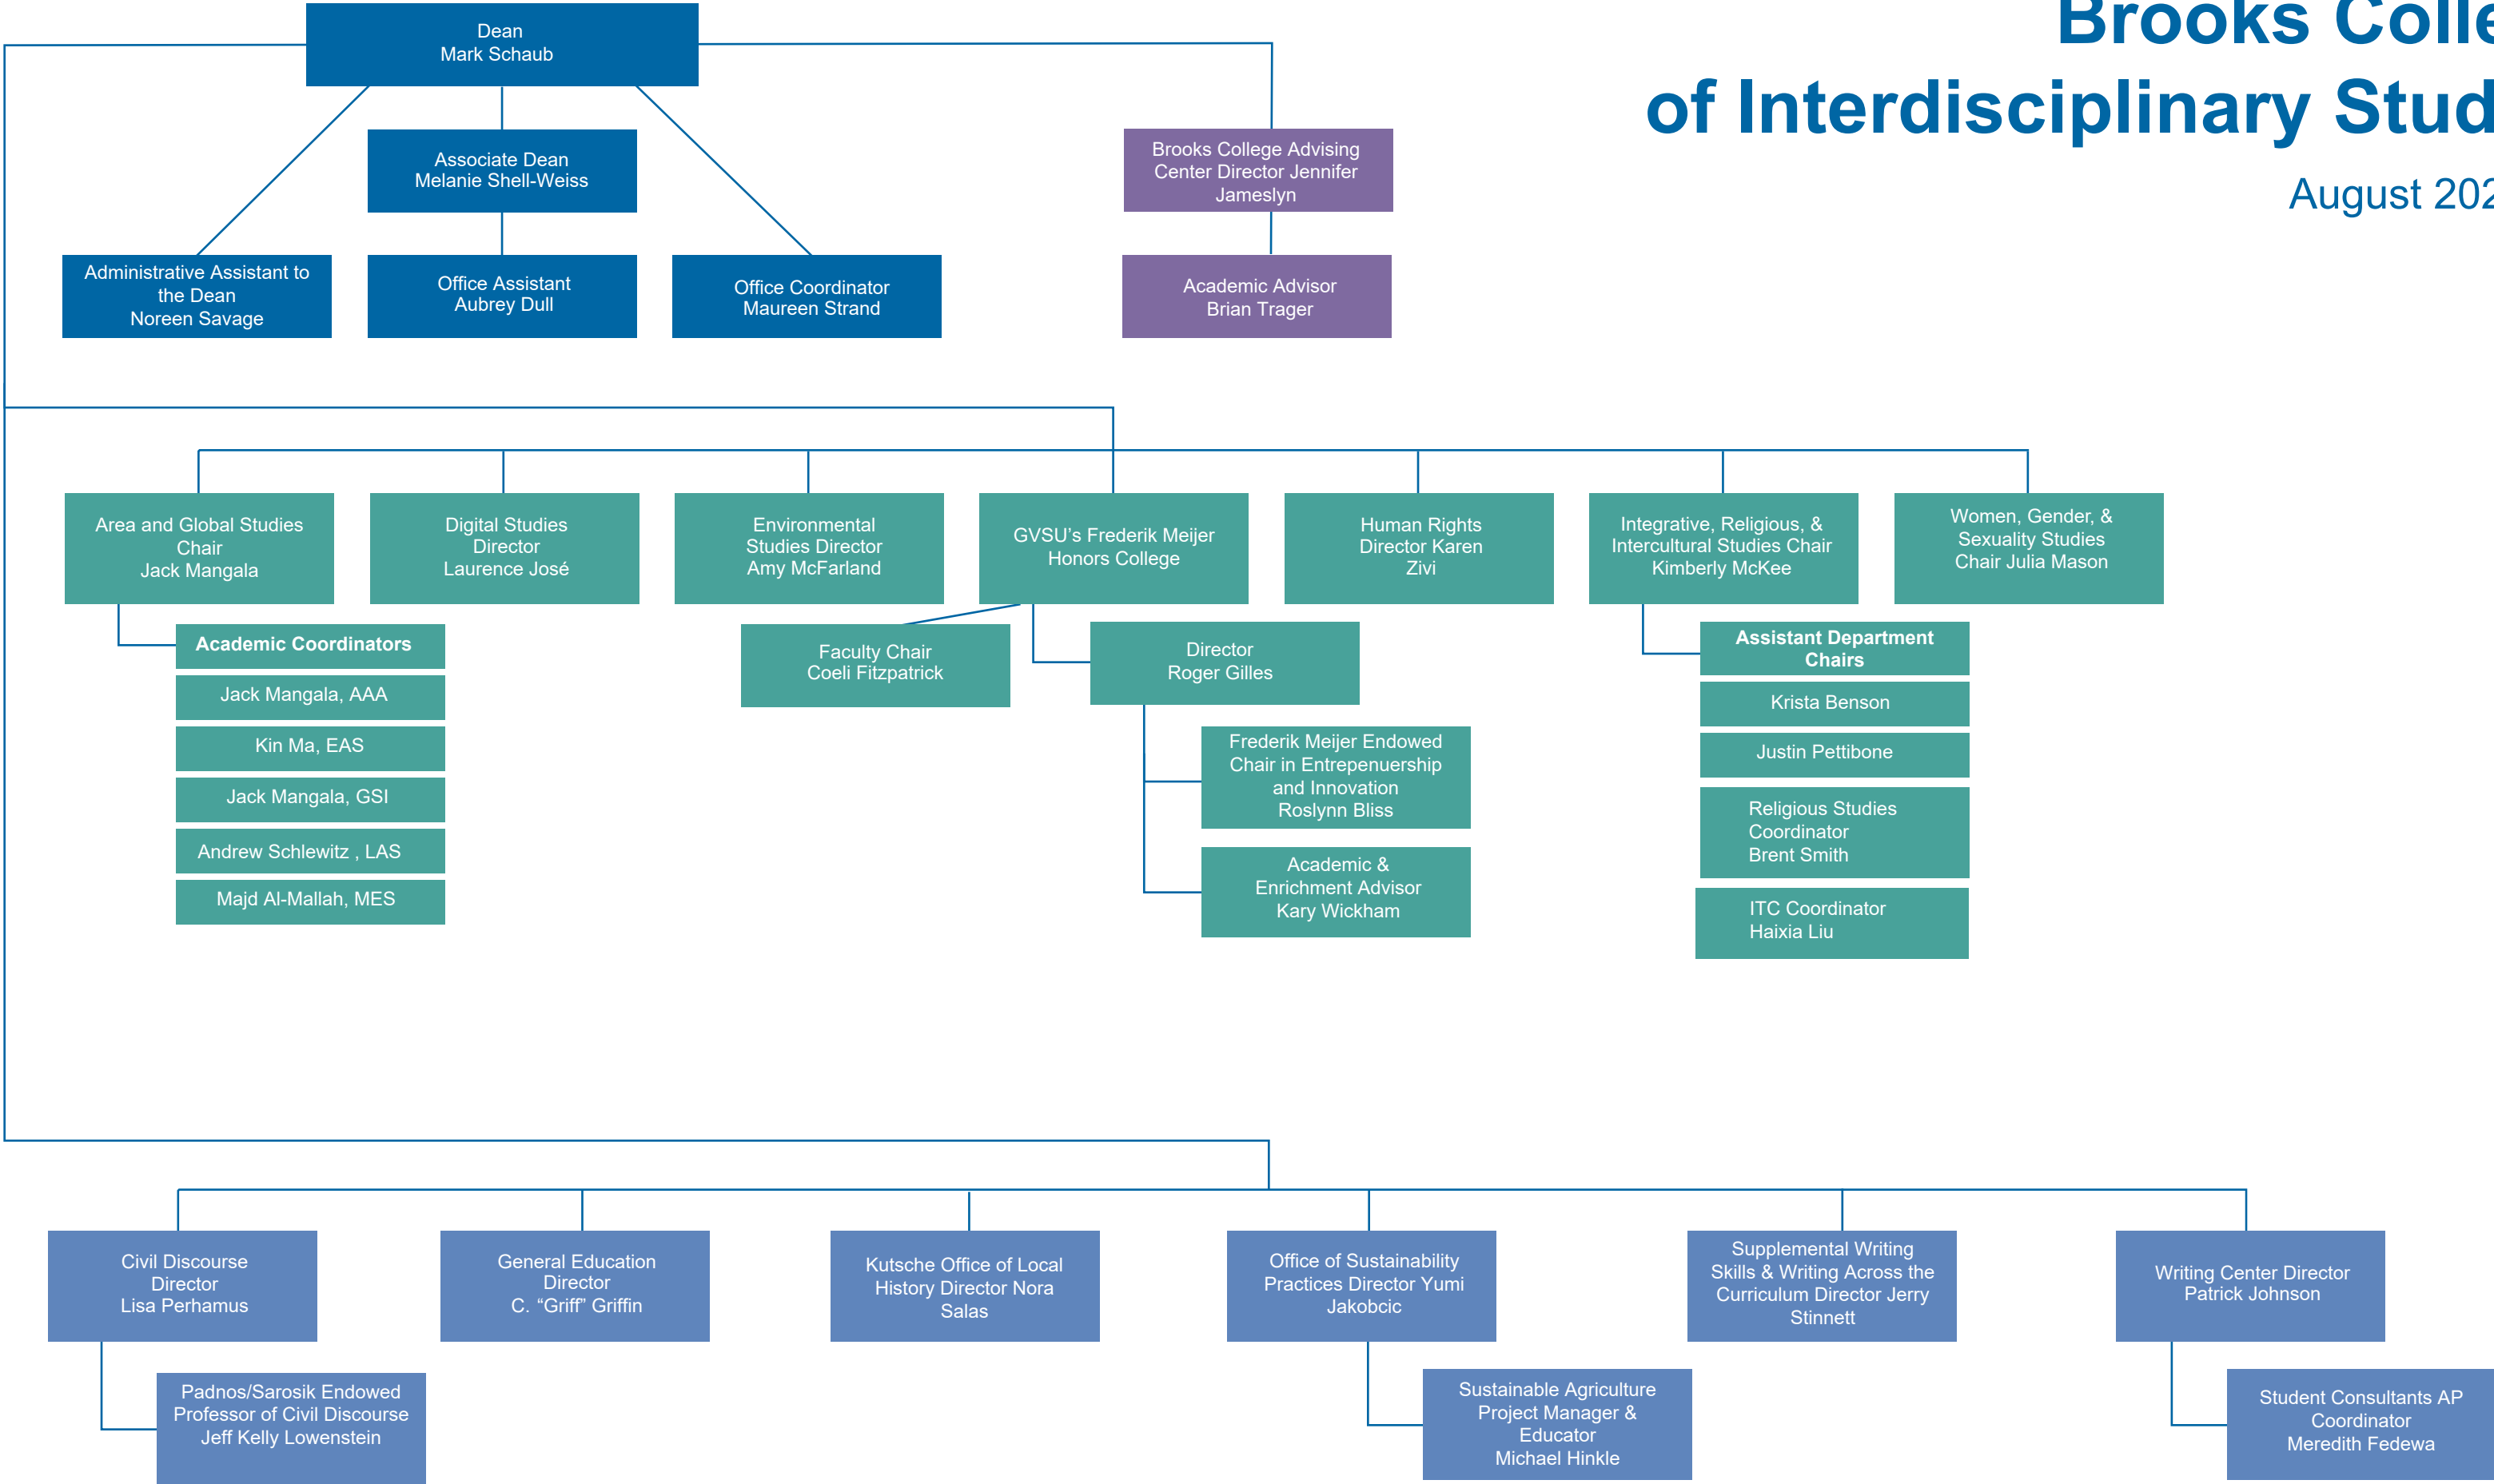 Brooks Colle
of Interdisciplinary Stud
August 202
Dean
Mark Schaub
Associate Dean
Melanie Shell-Weiss
Brooks College Advising
Center Director Jennifer
Jameslyn
Administrative Assistant to
the Dean
Noreen Savage
Office Assistant
Aubrey Dull
Office Coordinator
Maureen Strand
Academic Advisor
Brian Trager
Area and Global Studies
Chair
Jack Mangala
Digital Studies
Director
Laurence José
Environmental
Studies Director
Amy McFarland
GVSU’s Frederik Meijer
Honors College
Human Rights
Director Karen
Zivi
Integrative, Religious, &
Intercultural Studies Chair
Kimberly McKee
Women, Gender, &
Sexuality Studies
Chair Julia Mason
Academic Coordinators
Jack Mangala, AAA
Kin Ma, EAS
Jack Mangala, GSI
Andrew Schlewitz , LAS
Majd Al-Mallah, MES
Faculty Chair
Coeli Fitzpatrick
Director
Roger Gilles
Frederik Meijer Endowed
Chair in Entrepenuership
and Innovation
Roslynn Bliss
Academic &
Enrichment Advisor
Kary Wickham
Assistant Department
Chairs
Krista Benson
Justin Pettibone
Religious Studies
Coordinator
Brent Smith
ITC Coordinator
Haixia Liu
Civil Discourse
Director
Lisa Perhamus
General Education
Director
C. “Griff” Griffin
Kutsche Office of Local
History Director Nora
Salas
Office of Sustainability
Practices Director Yumi
Jakobcic
Supplemental Writing
Skills & Writing Across the
Curriculum Director Jerry
Stinnett
Writing Center Director
Patrick Johnson
Padnos/Sarosik Endowed
Professor of Civil Discourse
Jeff Kelly Lowenstein
Sustainable Agriculture
Project Manager &
Educator
Michael Hinkle
Student Consultants AP
Coordinator
Meredith Fedewa